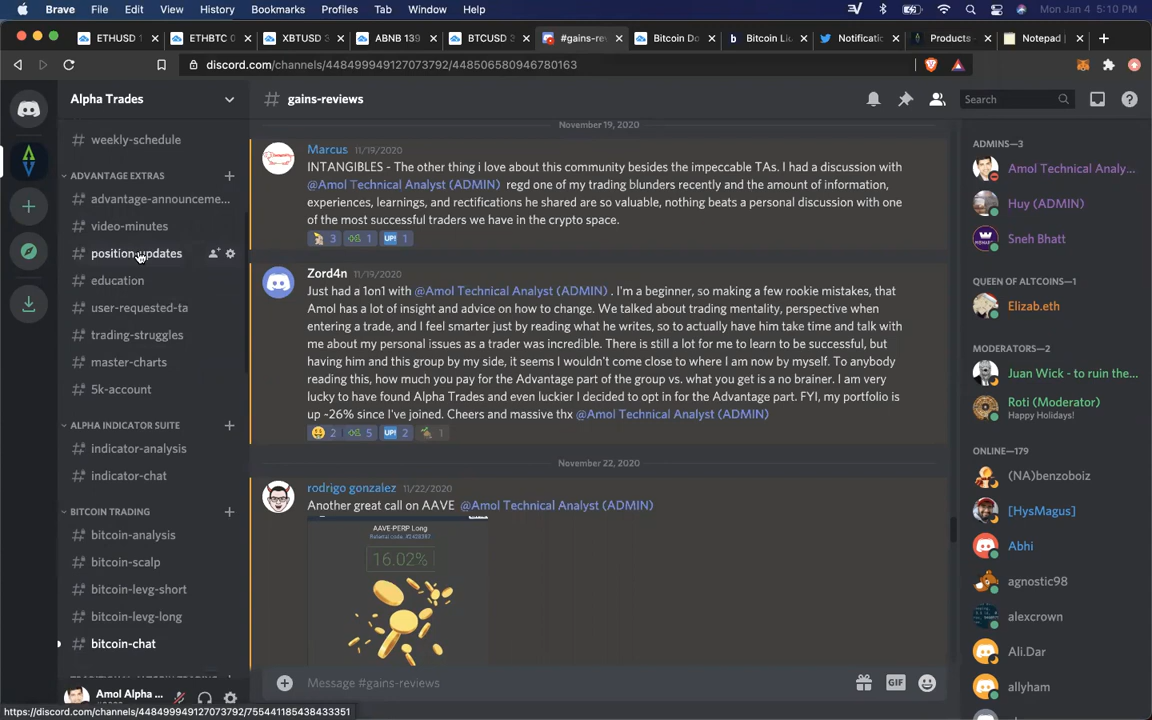 Brave File Edit View History Bookmarks Profiles Tab Window Help Mon Jan 4 5:10 PM
ETHUSD 1 ETHBTC 0 XBTUSD 3 ABNB 139 BTCUSD 3 #gains-rev Bitcoin Do Bitcoin Li Notificati Products - Notepad |
discord.com/channels/448499949127073792/448506580946780163
Alpha Trades
# gains-reviews
Search
# weekly-schedule
ADVANTAGE EXTRAS
# advantage-announceme...
# video-minutes
# position-updates
# education
# user-requested-ta
# trading-struggles
# master-charts
# 5k-account
ALPHA INDICATOR SUITE
# indicator-analysis
# indicator-chat
BITCOIN TRADING
# bitcoin-analysis
# bitcoin-scalp
# bitcoin-levg-short
# bitcoin-levg-long
# bitcoin-chat
Amol Alpha ...
https://discord.com/channels/448499949127073792/755441185438433351
November 19, 2020
Marcus 11/19/2020
INTANGIBLES - The other thing i love about this community besides the impeccable TAs. I had a discussion with
@Amol Technical Analyst (ADMIN) regd one of my trading blunders recently and the amount of information,
experiences, learnings, and rectifications he shared are so valuable, nothing beats a personal discussion with one
of the most successful traders we have in the crypto space.
3 1 UP! 1
Zord4n 11/19/2020
Just had a 1on1 with @Amol Technical Analyst (ADMIN) . I'm a beginner, so making a few rookie mistakes, that
Amol has a lot of insight and advice on how to change. We talked about trading mentality, perspective when
entering a trade, and I feel smarter just by reading what he writes, so to actually have him take time and talk with
me about my personal issues as a trader was incredible. There is still a lot for me to learn to be successful, but
having him and this group by my side, it seems I wouldn't come close to where I am now by myself. To anybody
reading this, how much you pay for the Advantage part of the group vs. what you get is a no brainer. I am very
lucky to have found Alpha Trades and even luckier I decided to opt in for the Advantage part. FYI, my portfolio is
up ~26% since I've joined. Cheers and massive thx @Amol Technical Analyst (ADMIN)
2 5 UP! 2 1
November 22, 2020
rodrigo gonzalez 11/22/2020
Another great call on AAVE @Amol Technical Analyst (ADMIN)
AAVE-PERP Long
16.02%
Message #gains-reviews
GIF
ADMINS—3
Amol Technical Analy...
Huy (ADMIN)
Sneh Bhatt
QUEEN OF ALTCOINS—1
Elizab.eth
MODERATORS—2
Juan Wick - to ruin the...
Roti (Moderator)
Happy Holidays!
ONLINE—179
(NA)benzoboiz
[HysMagus]
Abhi
agnostic98
alexcrown
Ali.Dar
allyham